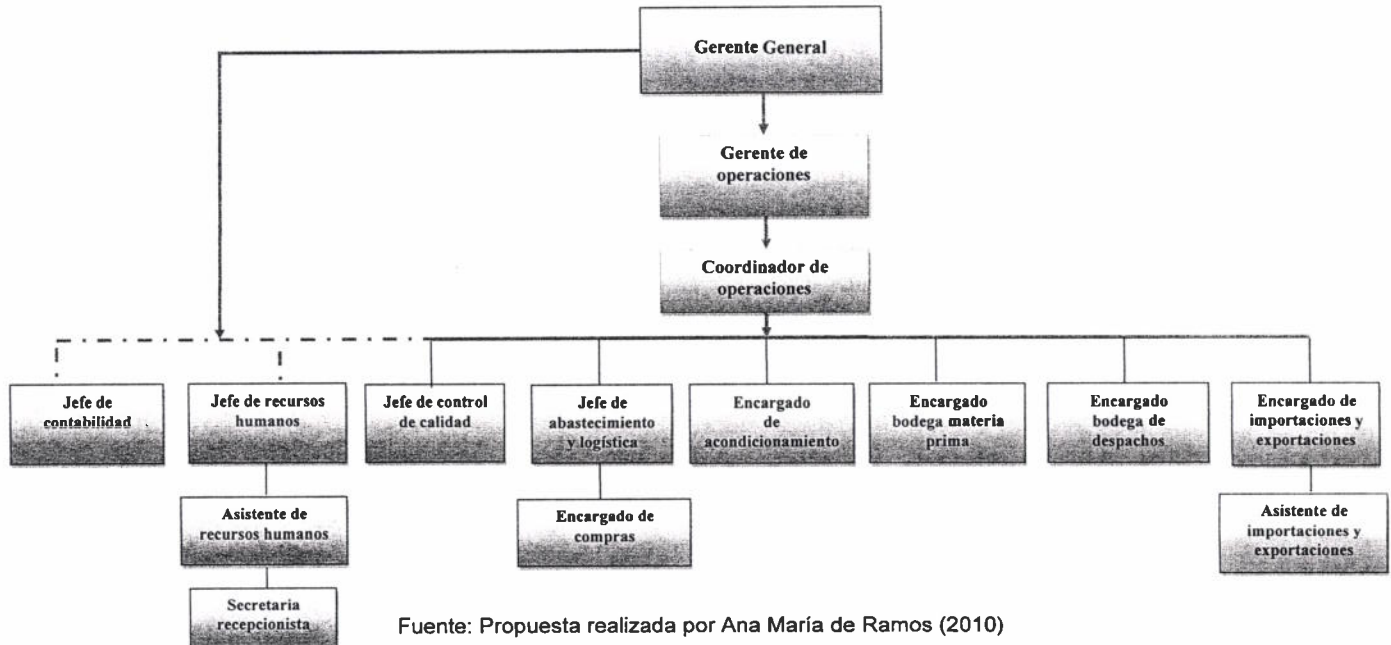 Gerente General
Gerente de
operaciones
Coordinador de
operaciones
Jefe de
contabilidad
Jefe de recursos
humanos
Jefe de control
de calidad
Jefe de
abastecimiento
y logística
Encargado
de
acondicionamiento
Encargado
bodega materia
prima
Encargado
bodega de
despachos
Encargado de
importaciones y
exportaciones
Asistente de
recursos humanos
Encargado de
compras
Asistente de
importaciones y
exportaciones
Secretaria
recepcionista
Fuente: Propuesta realizada por Ana María de Ramos (2010)